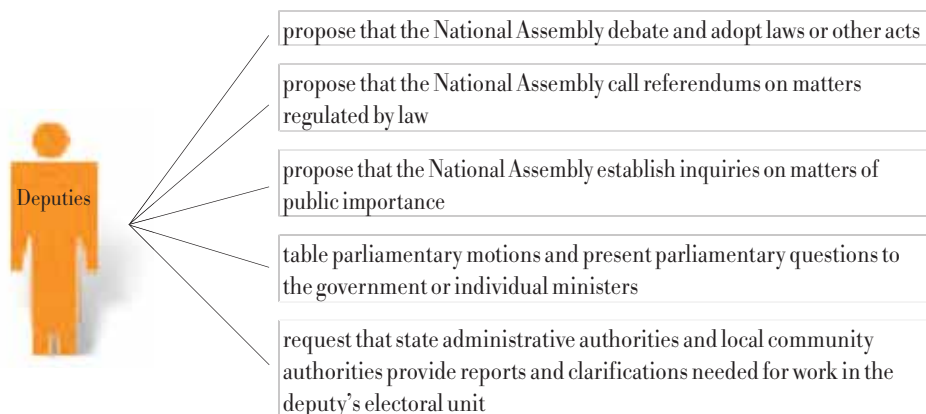 propose that the National Assembly debate and adopt laws or other acts
propose that the National Assembly call referendums on matters
regulated by law
propose that the National Assembly establish inquiries on matters of
public importance
Deputies
table parliamentary motions and present parliamentary questions to
the government or individual ministers
request that state administrative authorities and local community
authorities provide reports and clarifications needed for work in the
deputy's electoral unit